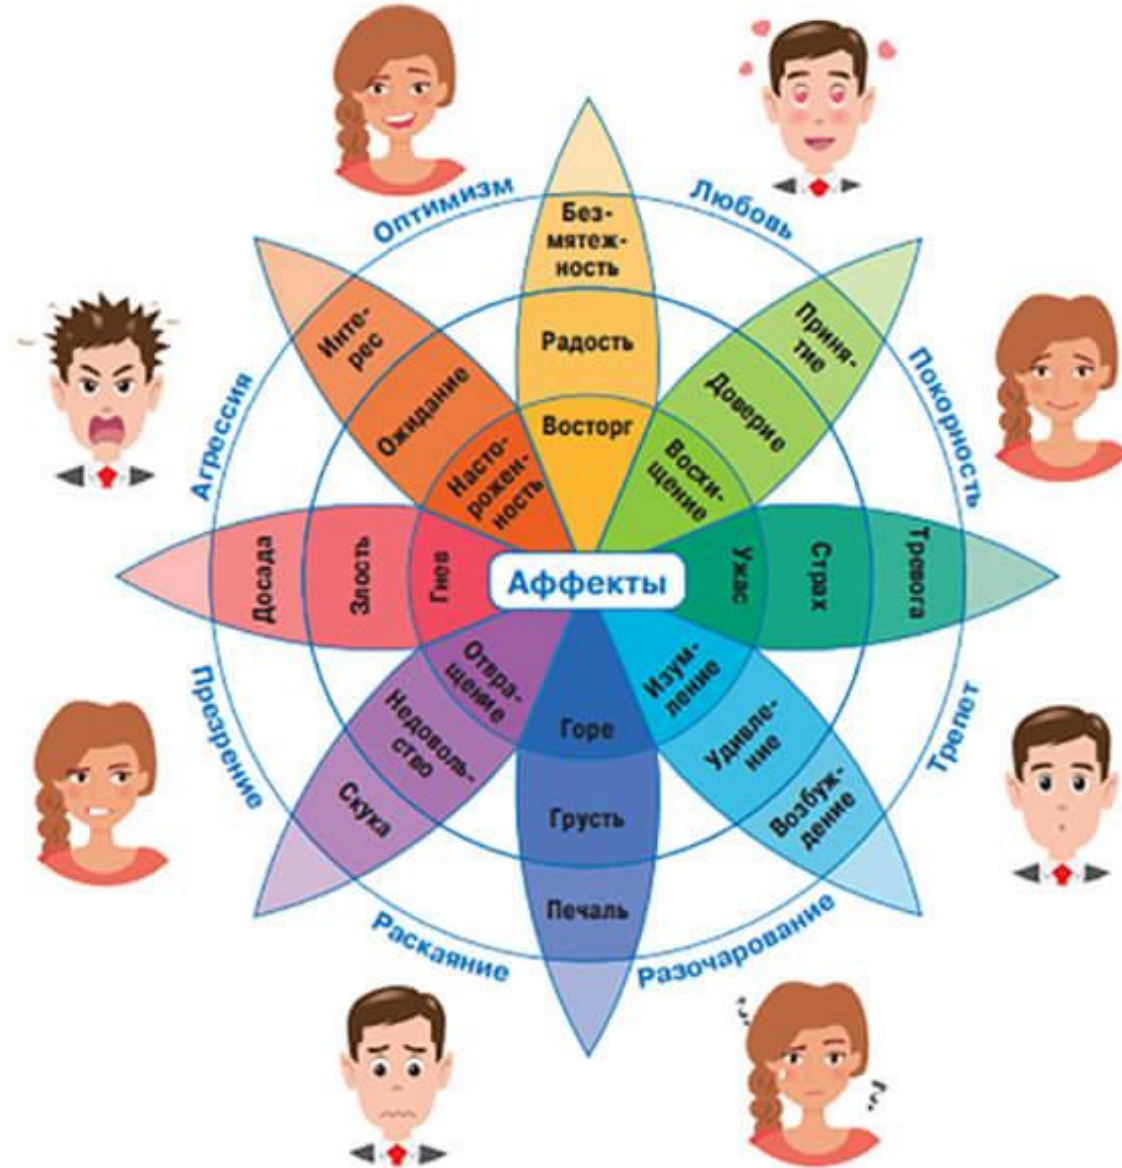 Оптимизм
Любовь
Без-
мятеж-
ность
Инте-
рес
Приня-
тие
Радость
Покорность
Ожидание
Доверие
Агрессия
Восторг
Насто-
рожен-
ность
Восхи-
щение
Досада
Злость
Гнев
Аффекты
Ужас
Страх
Тревога
Отвра-
щение
Изум-
ление
Презрение
Недоволь-
ство
Горе
Удивле-
ние
Трепет
Скука
Грусть
Возбуж-
дение
Печаль
Раскаяние
Разочарование